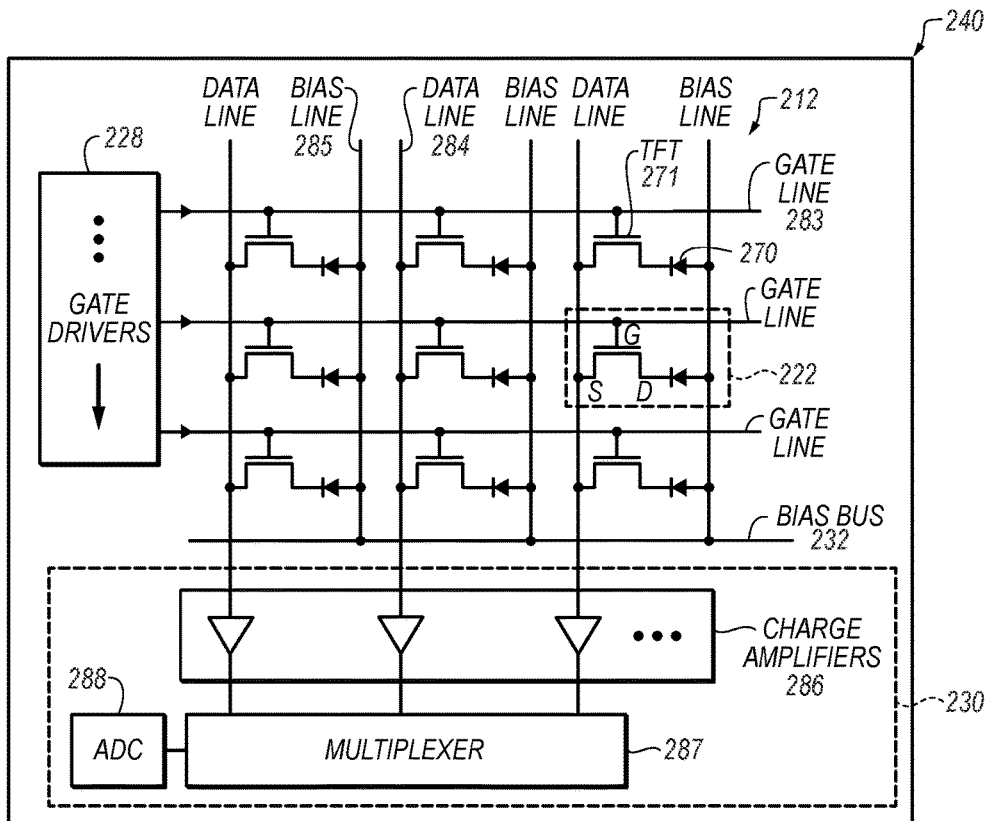 240
DATA LINE
BIAS LINE 285
DATA LINE 284
BIAS LINE
DATA LINE
BIAS LINE
212
228
TFT 271
GATE LINE 283
270
GATE DRIVERS
GATE LINE
G
S
D
222
GATE LINE
BIAS BUS 232
CHARGE AMPLIFIERS 286
230
288
ADC
MULTIPLEXER
287